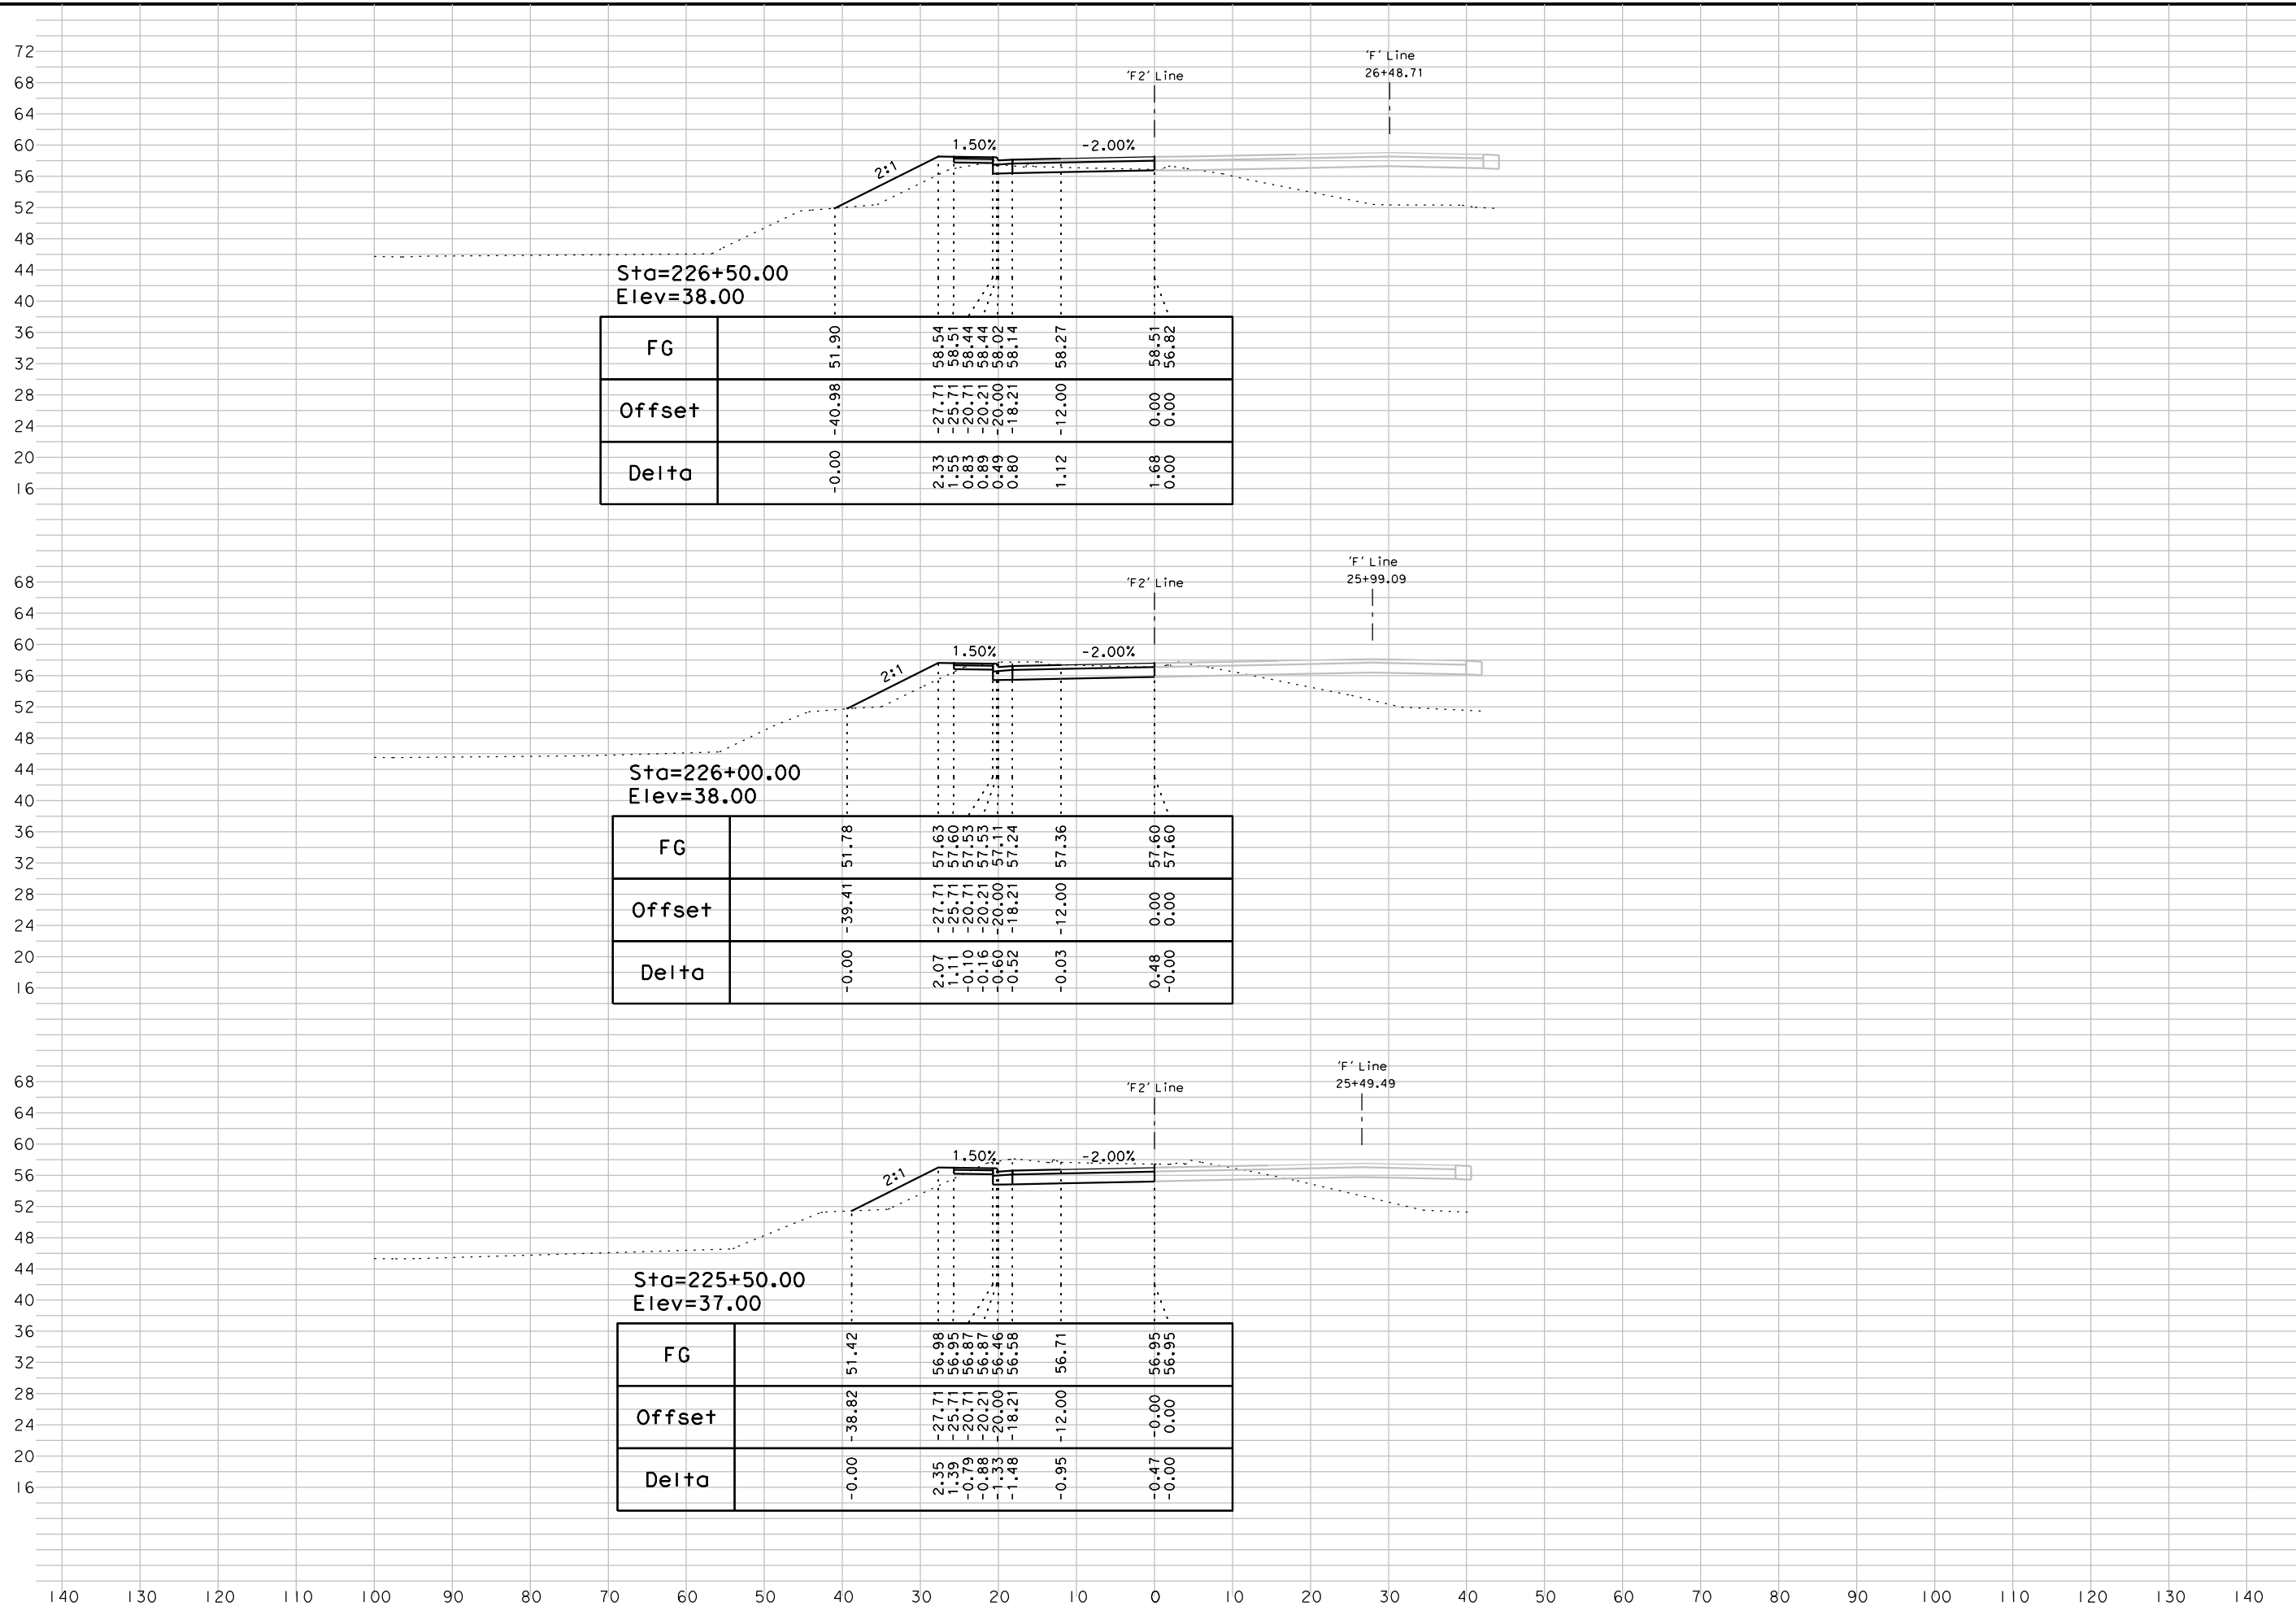 72
68
64
60
56
52
48
44
40
36
32
28
24
20
16
'F2' Line
'F' Line
26+48.71
2:1
1.50%
-2.00%
Sta=226+50.00
Elev=38.00
FG 51.90 58.54 58.51 58.44 58.44 58.02 58.14 58.27 58.51 56.82
Offset -40.98 -27.71 -25.71 -20.71 -20.21 -20.00 -18.21 -12.00 0.00 0.00
Delta -0.00 2.33 1.55 0.83 0.89 0.49 0.80 1.12 1.68 0.00
68
64
60
56
52
48
44
40
36
32
28
24
20
16
'F2' Line
'F' Line
25+99.09
2:1
1.50%
-2.00%
Sta=226+00.00
Elev=38.00
FG 51.78 57.63 57.60 57.53 57.53 57.11 57.24 57.36 57.60 57.60
Offset -39.41 -27.71 -25.71 -20.71 -20.21 -20.00 -18.21 -12.00 0.00 0.00
Delta -0.00 2.07 1.11 -0.10 -0.16 -0.60 -0.52 -0.03 0.48 -0.00
68
64
60
56
52
48
44
40
36
32
28
24
20
16
'F2' Line
'F' Line
25+49.49
2:1
1.50%
-2.00%
Sta=225+50.00
Elev=37.00
FG 51.42 56.98 56.95 56.87 56.87 56.46 56.58 56.71 56.95 56.95
Offset -38.82 -27.71 -25.71 -20.71 -20.21 -20.00 -18.21 -12.00 -0.00 0.00
Delta -0.00 2.35 1.39 -0.79 -0.88 -1.33 -1.48 -0.95 -0.47 -0.00
140 130 120 110 100 90 80 70 60 50 40 30 20 10 0 10 20 30 40 50 60 70 80 90 100 110 120 130 140